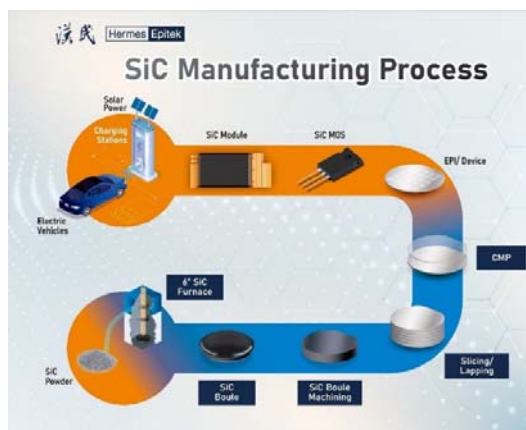 漢民 Hermes Epitek
SiC Manufacturing Process
Solar
Power
Charging
Stations
SiC Module
SiC MOS
EPI/ Device
Electric
Vehicles
CMP
6" SiC
Furnace
Slicing/
Lapping
SiC
Powder
SiC
Boule
SiC Boule
Machining